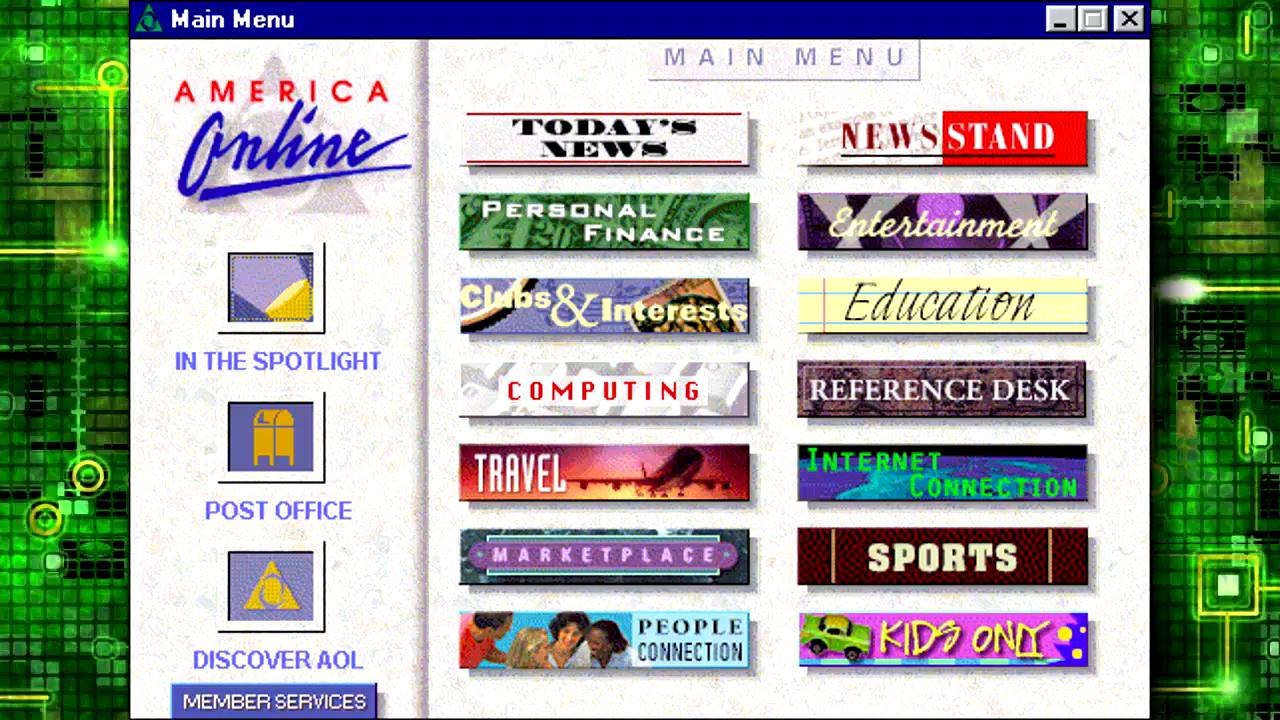 Main Menu
AMERICA
Online
IN THE SPOTLIGHT
POST OFFICE
DISCOVER AOL
MEMBER SERVICES
MAIN MENU
TODAY'S
NEWS
NEWSSTAND
PERSONAL
FINANCE
Entertainment
Clubs & Interests
Education
COMPUTING
REFERENCE DESK
TRAVEL
INTERNET
CONNECTION
MARKETPLACE
SPORTS
PEOPLE
CONNECTION
KIDS ONLY